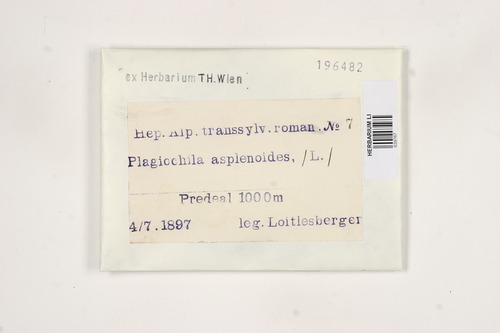 196482
ex Herbarium TH.Wien
HERBARIUM LI
Hep. Alp. transsylv. roman. № 7
Plagiochila asplenoides, /L./
Predeal 1000m
4/7.1897 leg. Loitlesberger